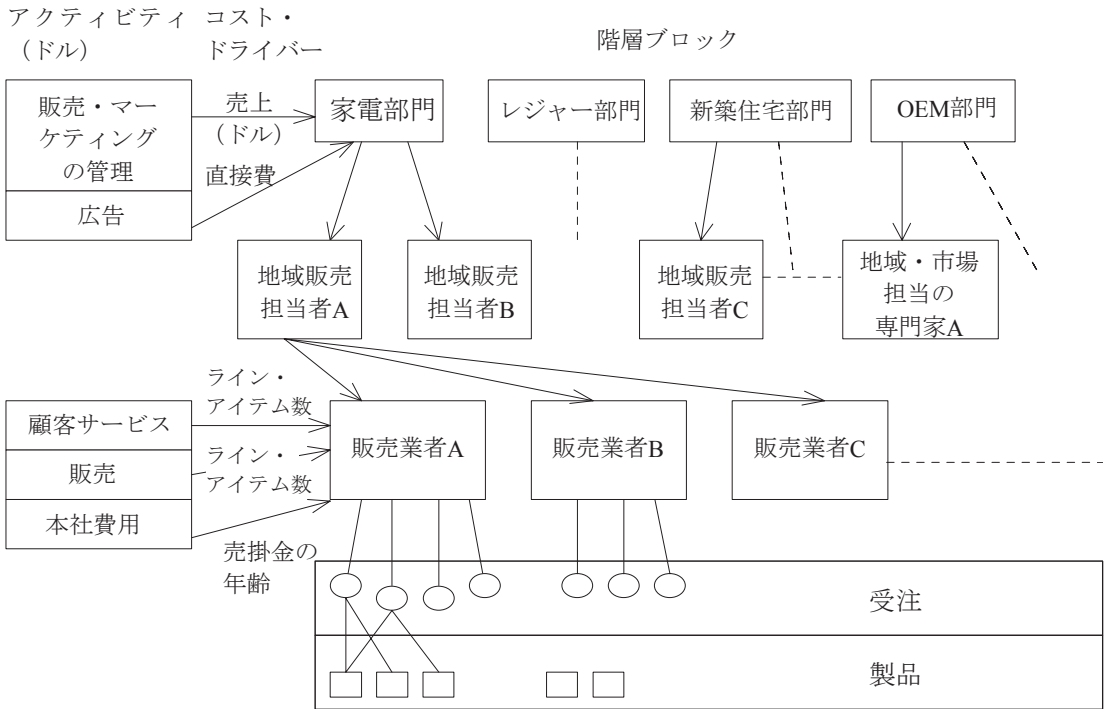 アクティビティ
（ドル）
コスト・
ドライバー
階層ブロック
販売・マー
ケティング
の管理
広告
売上
（ドル）
直接費
家電部門
レジャー部門
新築住宅部門
OEM部門
地域販売
担当者A
地域販売
担当者B
地域販売
担当者C
地域・市場
担当の
専門家A
顧客サービス
販売
本社費用
ライン・
アイテム数
ライン・
アイテム数
売掛金の
年齢
販売業者A
販売業者B
販売業者C
受注
製品